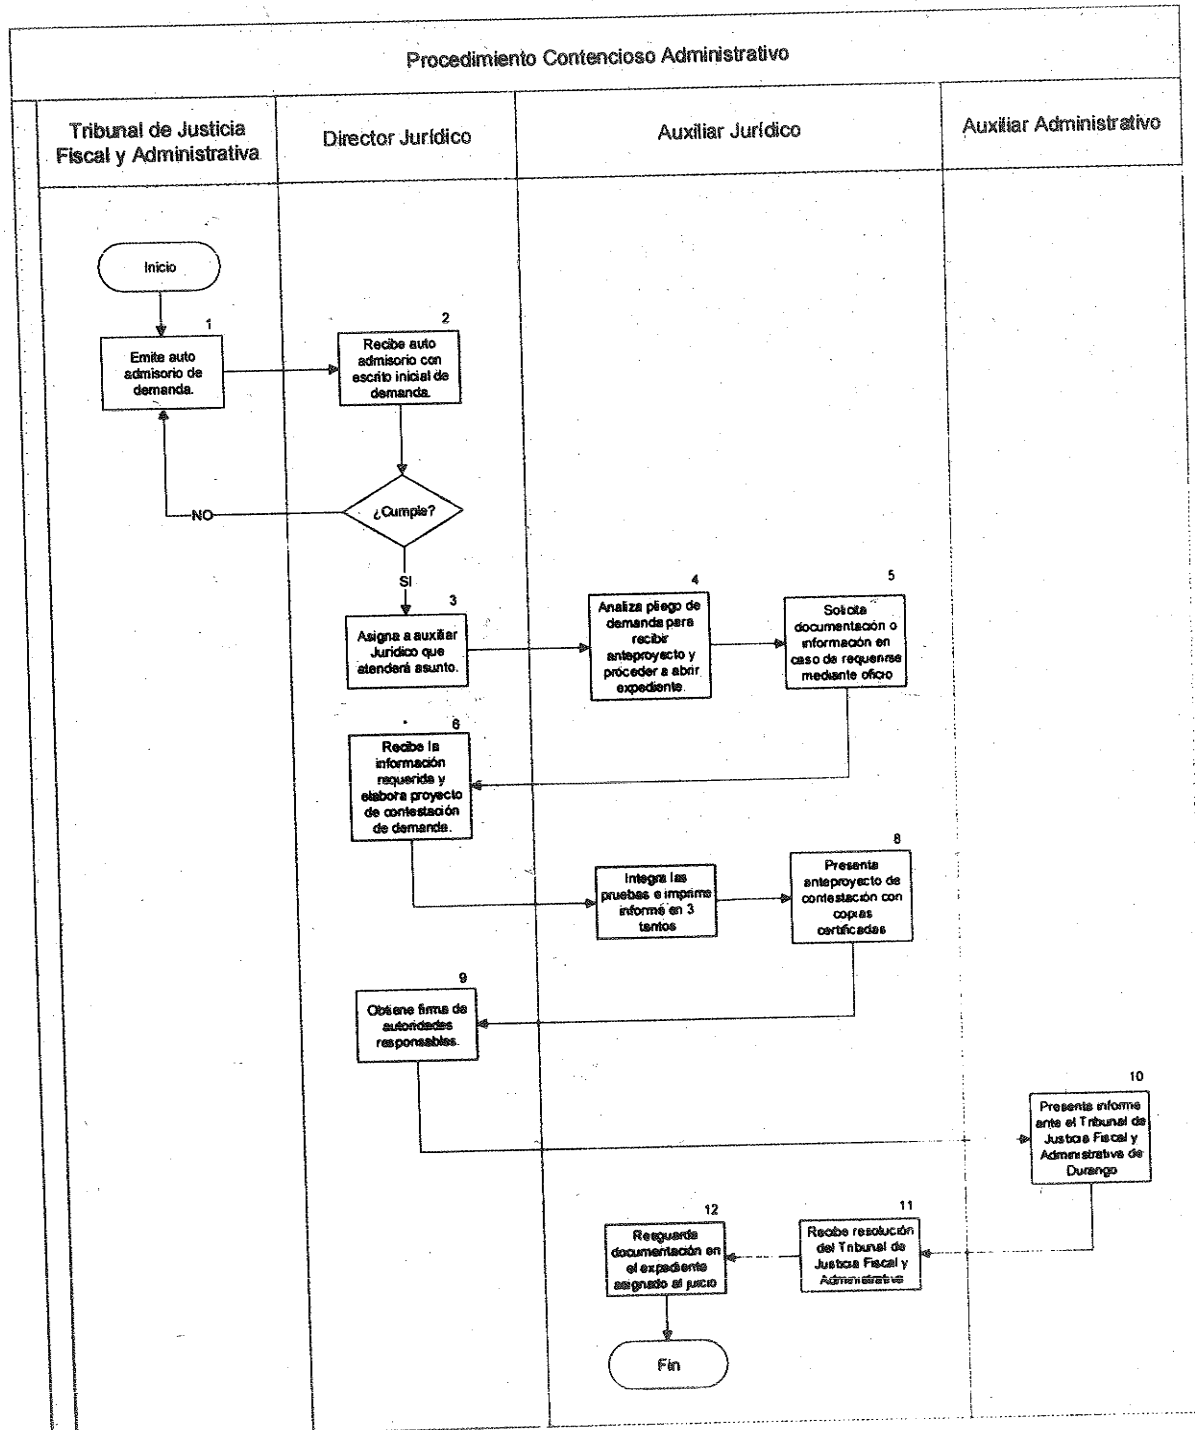 Procedimiento Contencioso Administrativo
Tribunal de Justicia
Fiscal y Administrativa
Director Jurídico
Auxiliar Jurídico
Auxiliar Administrativo
Inicio
1
Emite auto
admisorio de
demanda.
2
Recibe auto
admisorio con
escrito inicial de
demanda.
¿Cumple?
NO
SI
3
Asigna a auxiliar
Jurídico que
atenderá asunto.
4
Analiza pliego de
demanda para
recibir
anteproyecto y
proceder a abrir
expediente.
5
Solicita
documentación o
información en
caso de requerirse
mediante oficio
6
Recibe la
información
requerida y
elabora proyecto
de contestación
de demanda.
Integra las
pruebas e imprime
informe en 3
tantos
8
Presenta
anteproyecto de
contestación con
copias
certificadas
9
Obtiene firma de
autoridades
responsables.
10
Presenta informe
ante el Tribunal de
Justicia Fiscal y
Administrativa de
Durango
11
Recibe resolución
del Tribunal de
Justicia Fiscal y
Administrativa
12
Resguarda
documentación en
el expediente
asignado al juicio
Fin